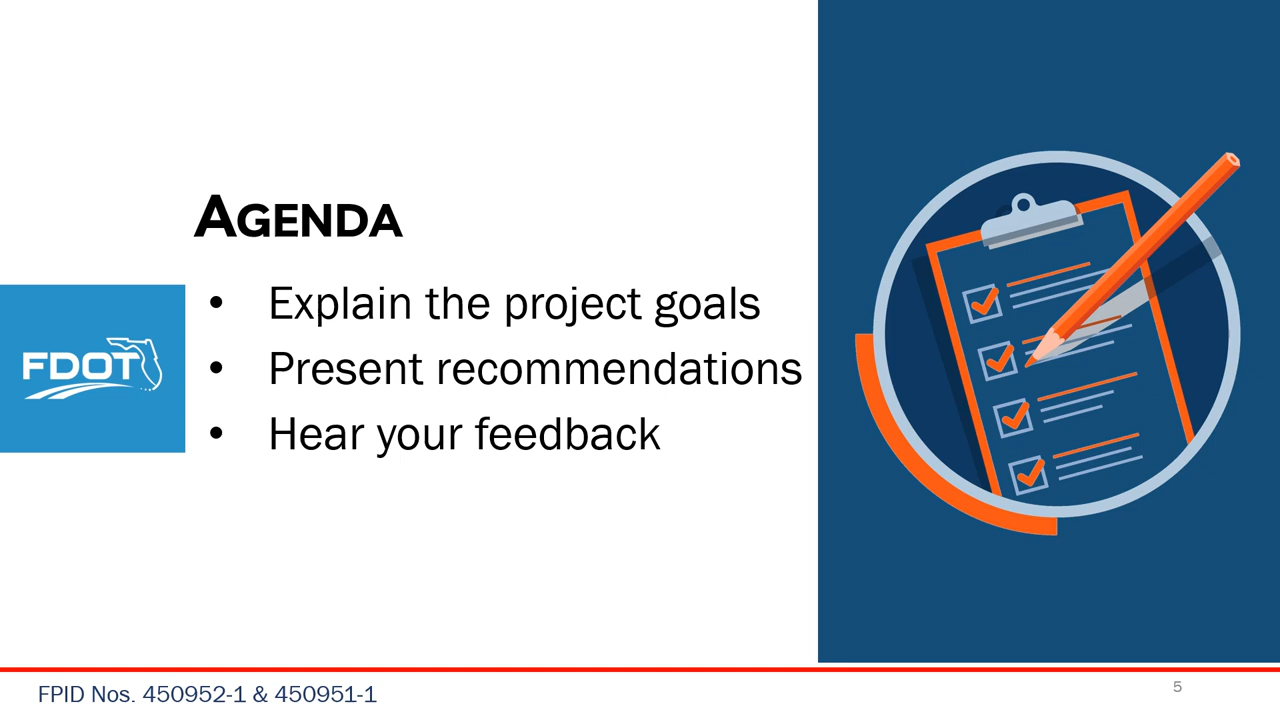 AGENDA
• Explain the project goals
• Present recommendations
• Hear your feedback
FDOT
FPID Nos. 450952-1 & 450951-1
5